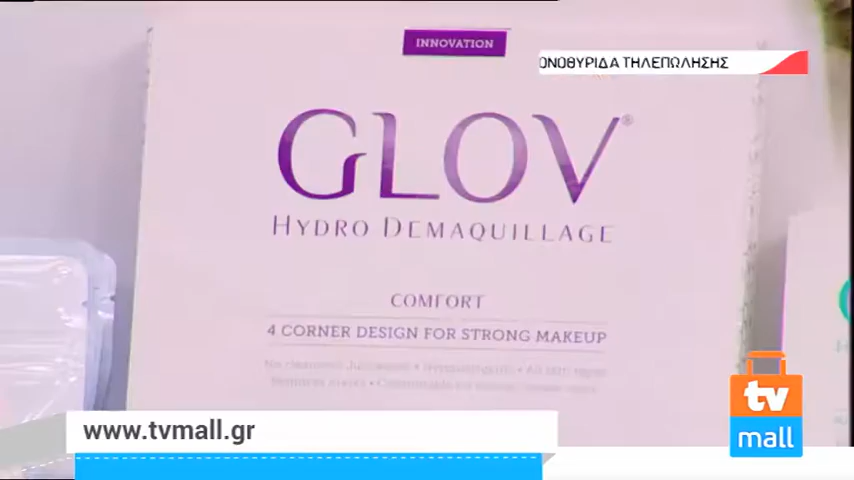 INNOVATION
ΟΝΟΘΥΡΙΔΑ ΤΗΛΕΠΩΛΗΣΗΣ
GLOV®
HYDRO DEMAQUILLAGE
COMFORT
4 CORNER DESIGN FOR STRONG MAKEUP
www.tvmall.gr
tv
mall